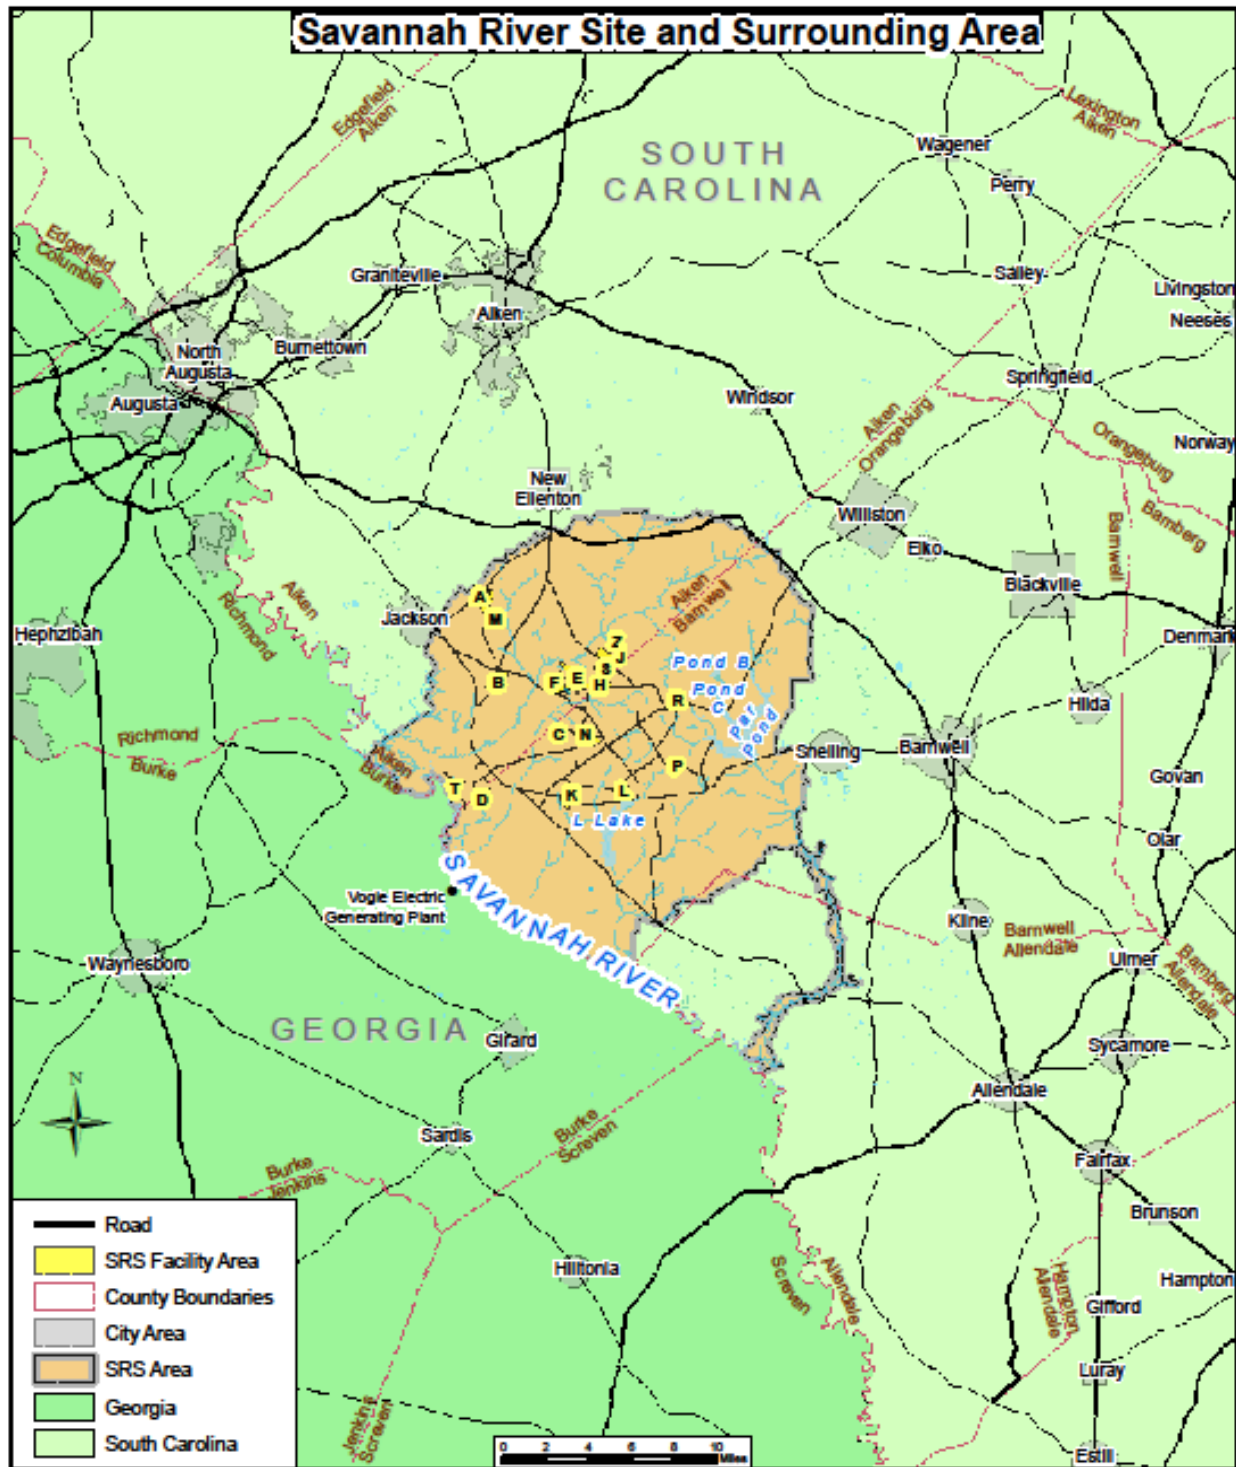 Savannah River Site and Surrounding Area
Edgefield
Aiken
Lexington
Aiken
SOUTH
CAROLINA
Wagener
Perry
Edgefield
Columbia
Graniteville
Salley
Livingston
Aiken
Neeses
North
Augusta
Burnettown
Springfield
Augusta
Windsor
Aiken
Orangeburg
Orangeburg
Norway
New
Ellenton
Bamberg
Barnwell
Williston
Elko
Blackville
Aiken
Richmond
Aiken
Barnwell
Jackson
A
M
Hephzibah
Denmark
Z
J
S
Pond B
B
F
E
H
Pond
C
R
Hilda
Par
Pond
Richmond
Burke
C
N
Snelling
Barnwell
Aiken
Burke
P
Govan
T
D
K
L
L Lake
Olar
Vogle Electric
Generating Plant
SAVANNAH RIVER
Kline
Barnwell
Allendale
Ulmer
Waynesboro
Bamberg
Allendale
GEORGIA
Girard
Sycamore
N
Allendale
Sardis
Burke
Screven
Burke
Jenkins
Fairfax
Brunson
Road
SRS Facility Area
County Boundaries
City Area
SRS Area
Georgia
South Carolina
Hilltonia
Screven
Allendale
Hampton
Allendale
Hampton
Gifford
Luray
Jenkins
Screven
0 2 4 6 8 10
Miles
Estill